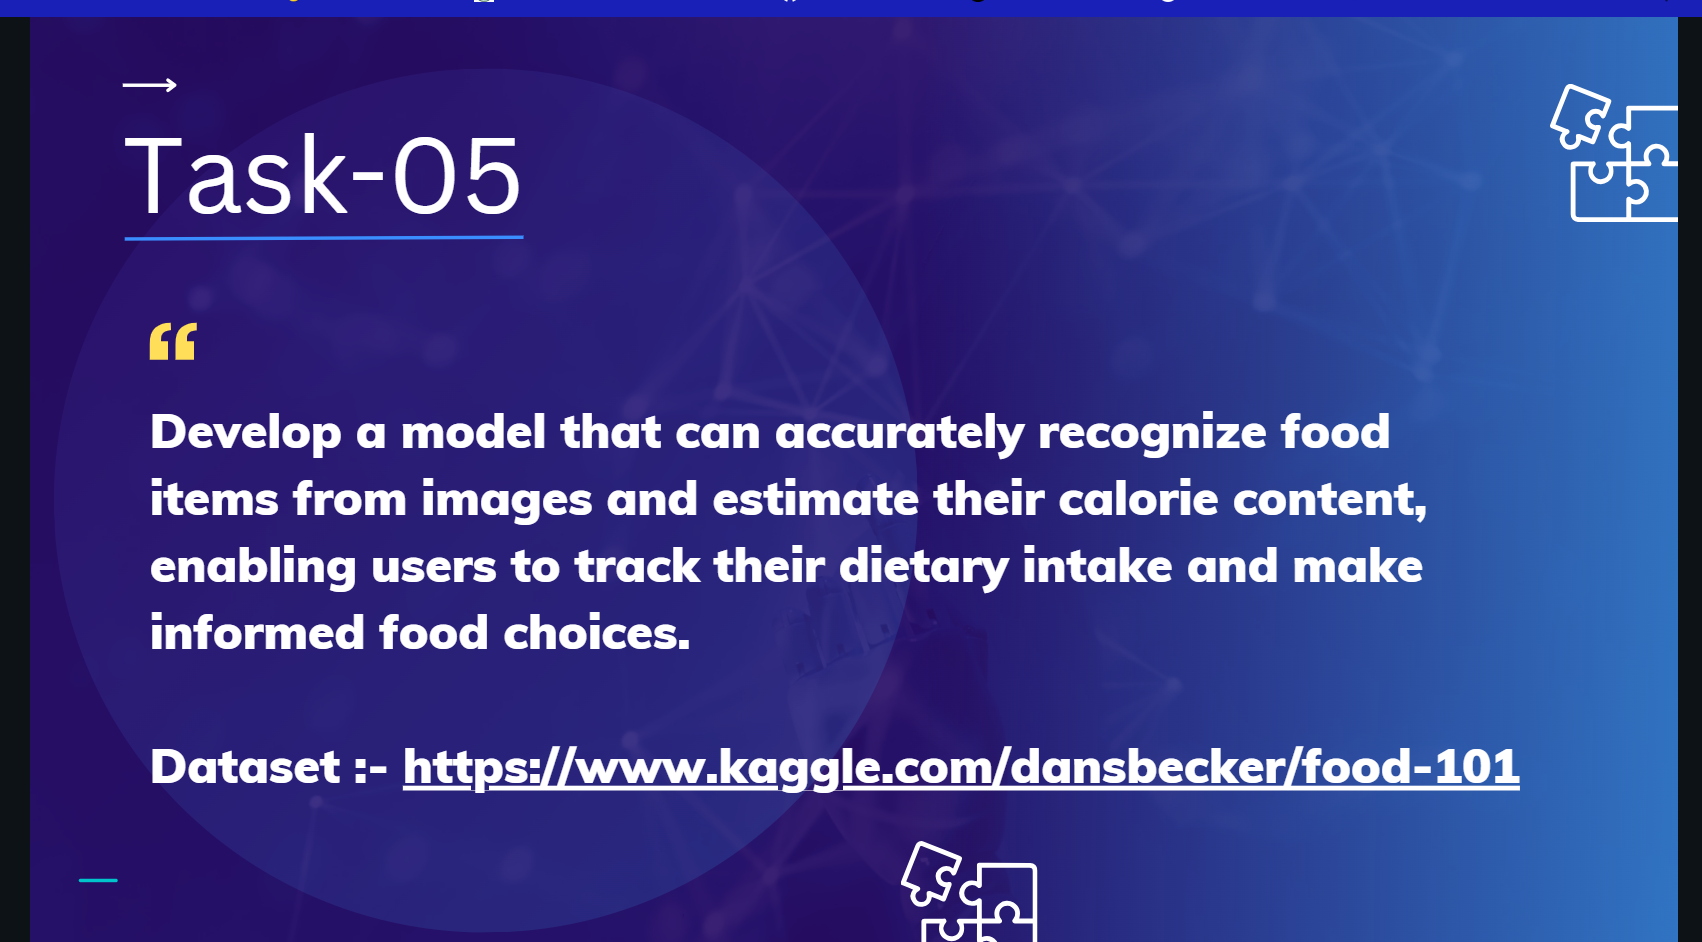 Task-05
“
Develop a model that can accurately recognize food
items from images and estimate their calorie content,
enabling users to track their dietary intake and make
informed food choices.
Dataset :- https://www.kaggle.com/dansbecker/food-101